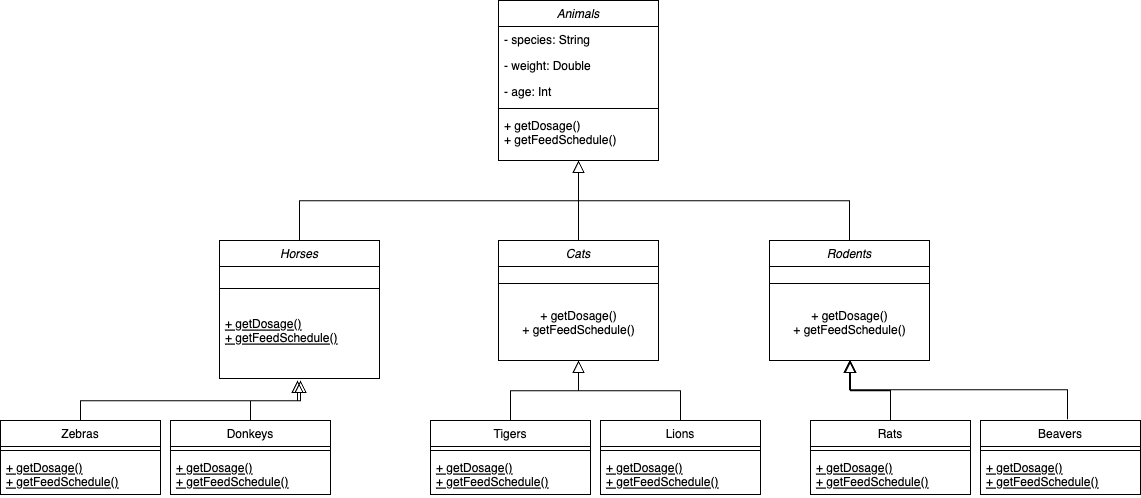 Animals
- species: String
- weight: Double
- age: Int
+ getDosage()
+ getFeedSchedule()
Horses
+ getDosage()
+ getFeedSchedule()
Cats
+ getDosage()
+ getFeedSchedule()
Rodents
+ getDosage()
+ getFeedSchedule()
Zebras
+ getDosage()
+ getFeedSchedule()
Donkeys
+ getDosage()
+ getFeedSchedule()
Tigers
+ getDosage()
+ getFeedSchedule()
Lions
+ getDosage()
+ getFeedSchedule()
Rats
+ getDosage()
+ getFeedSchedule()
Beavers
+ getDosage()
+ getFeedSchedule()